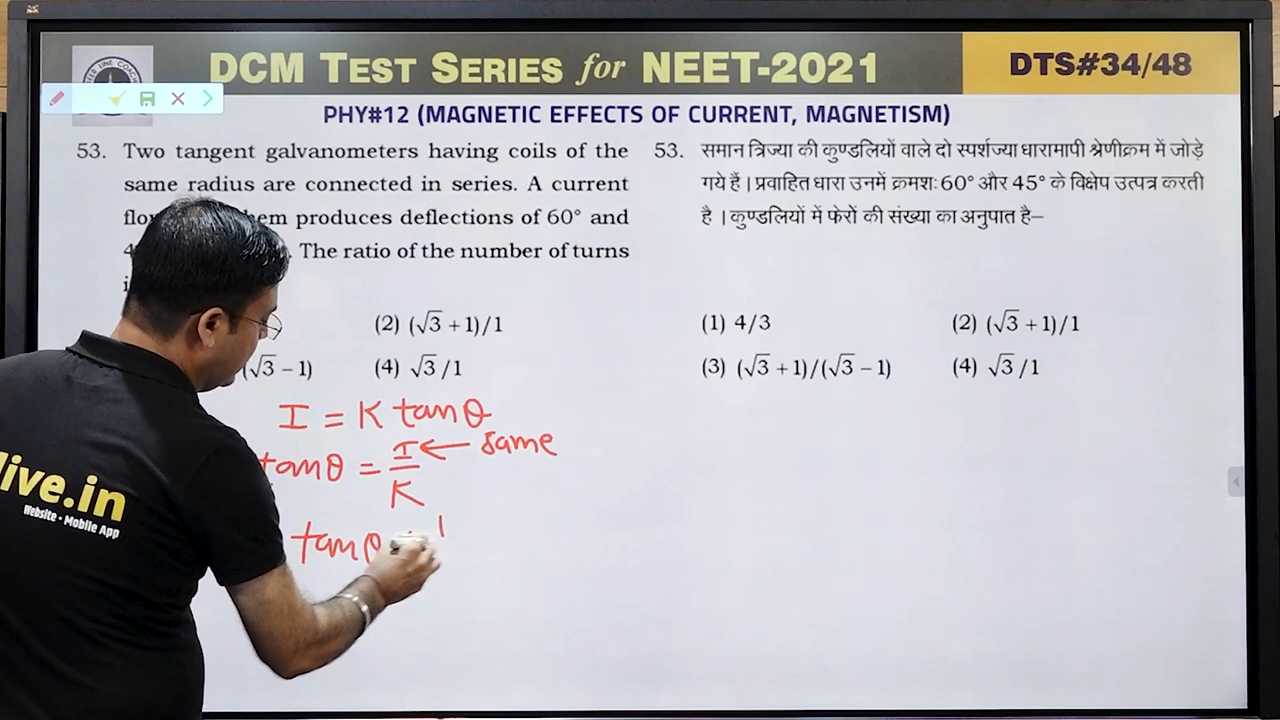 DCM TEST SERIES for NEET-2021
DTS#34/48
PHY#12 (MAGNETIC EFFECTS OF CURRENT, MAGNETISM)
53. Two tangent galvanometers having coils of the
same radius are connected in series. A current
flo hem produces deflections of 60° and
4 . The ratio of the number of turns
i
(2) (√3 + 1)/1
(√3 – 1)
(4) √3 /1
53. समान त्रिज्या की कुण्डलियों वाले दो स्पर्शज्या धारामापी श्रेणीक्रम में जोड़े
गये हैं। प्रवाहित धारा उनमें क्रमशः 60° और 45° के विक्षेप उत्पन्न करती
है । कुण्डलियों में फेरों की संख्या का अनुपात है–
(1) 4/3
(2) (√3 + 1)/1
(3) (√3 + 1)/(√3 – 1)
(4) √3 /1
I = K tanθ
tanθ = I/K ← same
tanθ
live.in
Website • Mobile App